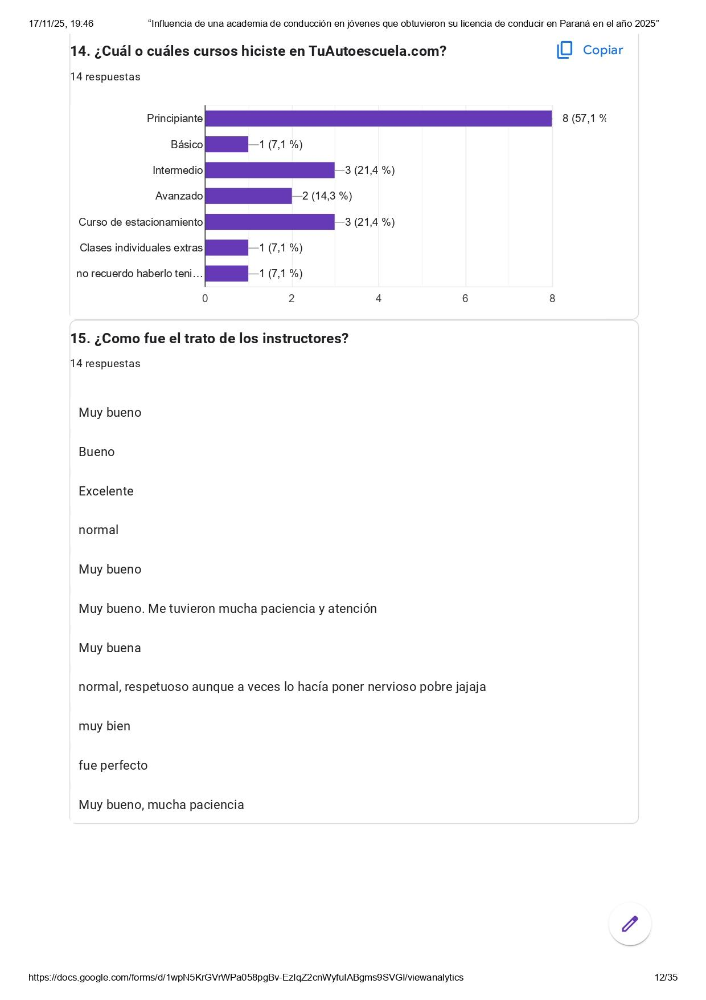 17/11/25, 19:46 “Influencia de una academia de conducción en jóvenes que obtuvieron su licencia de conducir en Paraná en el año 2025”
14. ¿Cuál o cuáles cursos hiciste en TuAutoescuela.com? Copiar
14 respuestas
Principiante 8 (57,1 %
Básico 1 (7,1 %)
Intermedio 3 (21,4 %)
Avanzado 2 (14,3 %)
Curso de estacionamiento 3 (21,4 %)
Clases individuales extras 1 (7,1 %)
no recuerdo haberlo teni… 1 (7,1 %)
0 2 4 6 8
15. ¿Como fue el trato de los instructores?
14 respuestas
Muy bueno
Bueno
Excelente
normal
Muy bueno
Muy bueno. Me tuvieron mucha paciencia y atención
Muy buena
normal, respetuoso aunque a veces lo hacía poner nervioso pobre jajaja
muy bien
fue perfecto
Muy bueno, mucha paciencia
https://docs.google.com/forms/d/1wpN5KrGVrWPa058pgBv-EzIqZ2cnWyfuIABgms9SVGI/viewanalytics 12/35